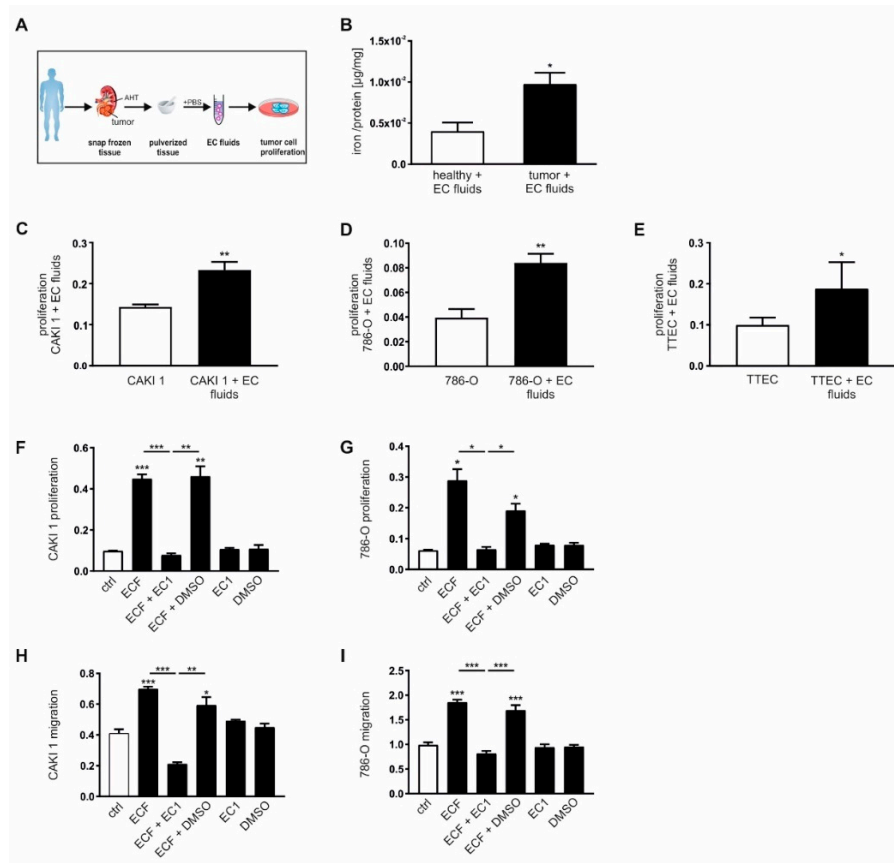 A
AHT
tumor
+PBS
snap frozen
tissue
pulverized
tissue
EC fluids
tumor cell
proliferation
B
iron /protein [µg/mg]
1.5x10⁻²
1.0x10⁻²
0.5x10⁻²
0.0
*
healthy +
EC fluids
tumor +
EC fluids
C
proliferation
CAKI 1 + EC fluids
0.3
0.2
0.1
0.0
**
CAKI 1
CAKI 1 + EC
fluids
D
proliferation
786-O + EC fluids
0.10
0.08
0.06
0.04
0.02
0.00
**
786-O
786-O + EC
fluids
E
proliferation
TTEC + EC fluids
0.3
0.2
0.1
0.0
*
TTEC
TTEC + EC
fluids
F
CAKI 1 proliferation
0.6
0.4
0.2
0.0
*** **
***
**
ctrl
ECF
ECF + EC1
ECF + DMSO
EC1
DMSO
G
786-O proliferation
0.4
0.3
0.2
0.1
0.0
* *
*
*
ctrl
ECF
ECF + EC1
ECF + DMSO
EC1
DMSO
H
CAKI 1 migration
0.8
0.6
0.4
0.2
0.0
*** **
***
*
ctrl
ECF
ECF + EC1
ECF + DMSO
EC1
DMSO
I
786-O migration
2.5
2.0
1.5
1.0
0.5
0.0
*** ***
***
***
ctrl
ECF
ECF + EC1
ECF + DMSO
EC1
DMSO